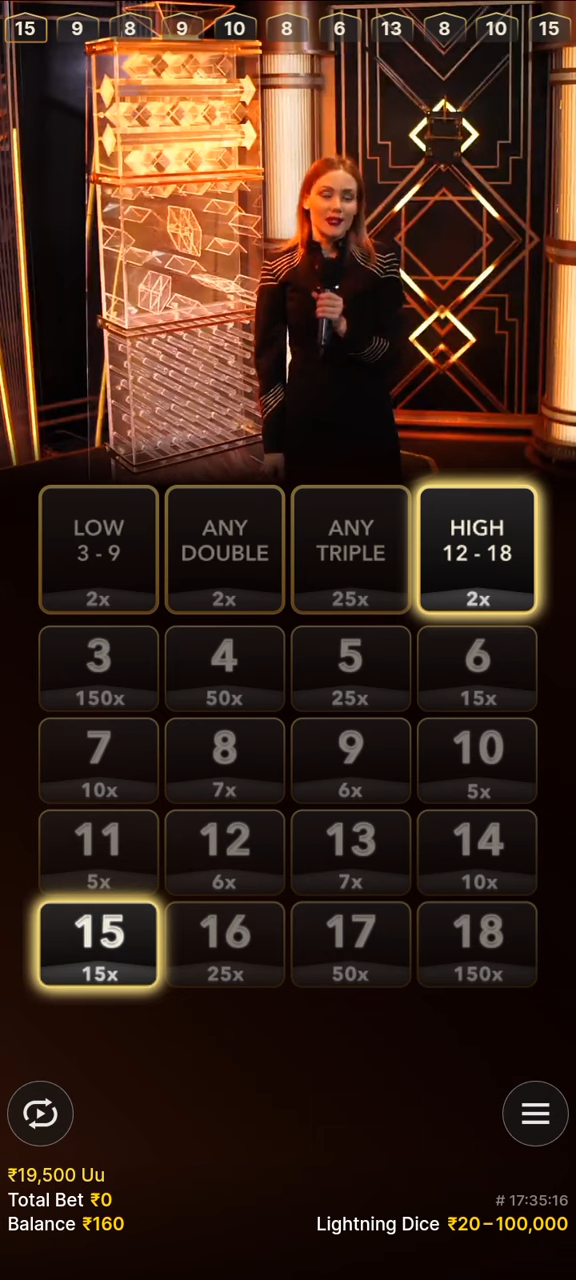 15 9 8 9 10 8 6 13 8 10 15
LOW
3 - 9
2x
ANY
DOUBLE
2x
ANY
TRIPLE
25x
HIGH
12 - 18
2x
3
150x
4
50x
5
25x
6
15x
7
10x
8
7x
9
6x
10
5x
11
5x
12
6x
13
7x
14
10x
15
15x
16
25x
17
50x
18
150x
₹19,500 Uu
Total Bet ₹0
# 17:35:16
Balance ₹160
Lightning Dice ₹20–100,000